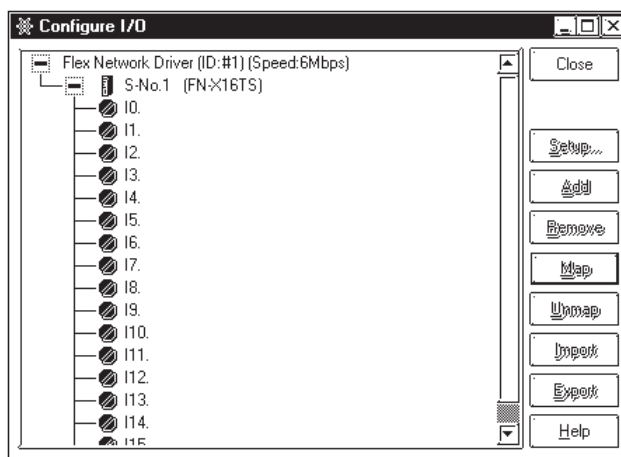 Configure I/O
Flex Network Driver (ID:#1) (Speed:6Mbps)
S-No.1 (FN-X16TS)
I0.
I1.
I2.
I3.
I4.
I5.
I6.
I7.
I8.
I9.
I10.
I11.
I12.
I13.
I14.
I15.
Close
Setup...
Add
Remove
Map
Unmap
Import
Export
Help